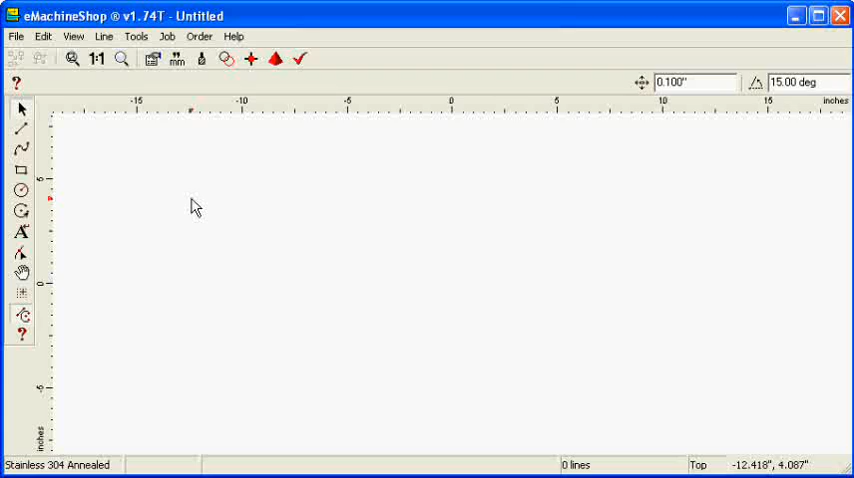 eMachineShop ® v1.74T - Untitled
File Edit View Line Tools Job Order Help
1:1 mm
? 0.100" 15.00 deg
-15 -10 -5 0 5 10 15 inches
A
5
0
?
-5
inches
Stainless 304 Annealed 0 lines Top -12.418", 4.087"